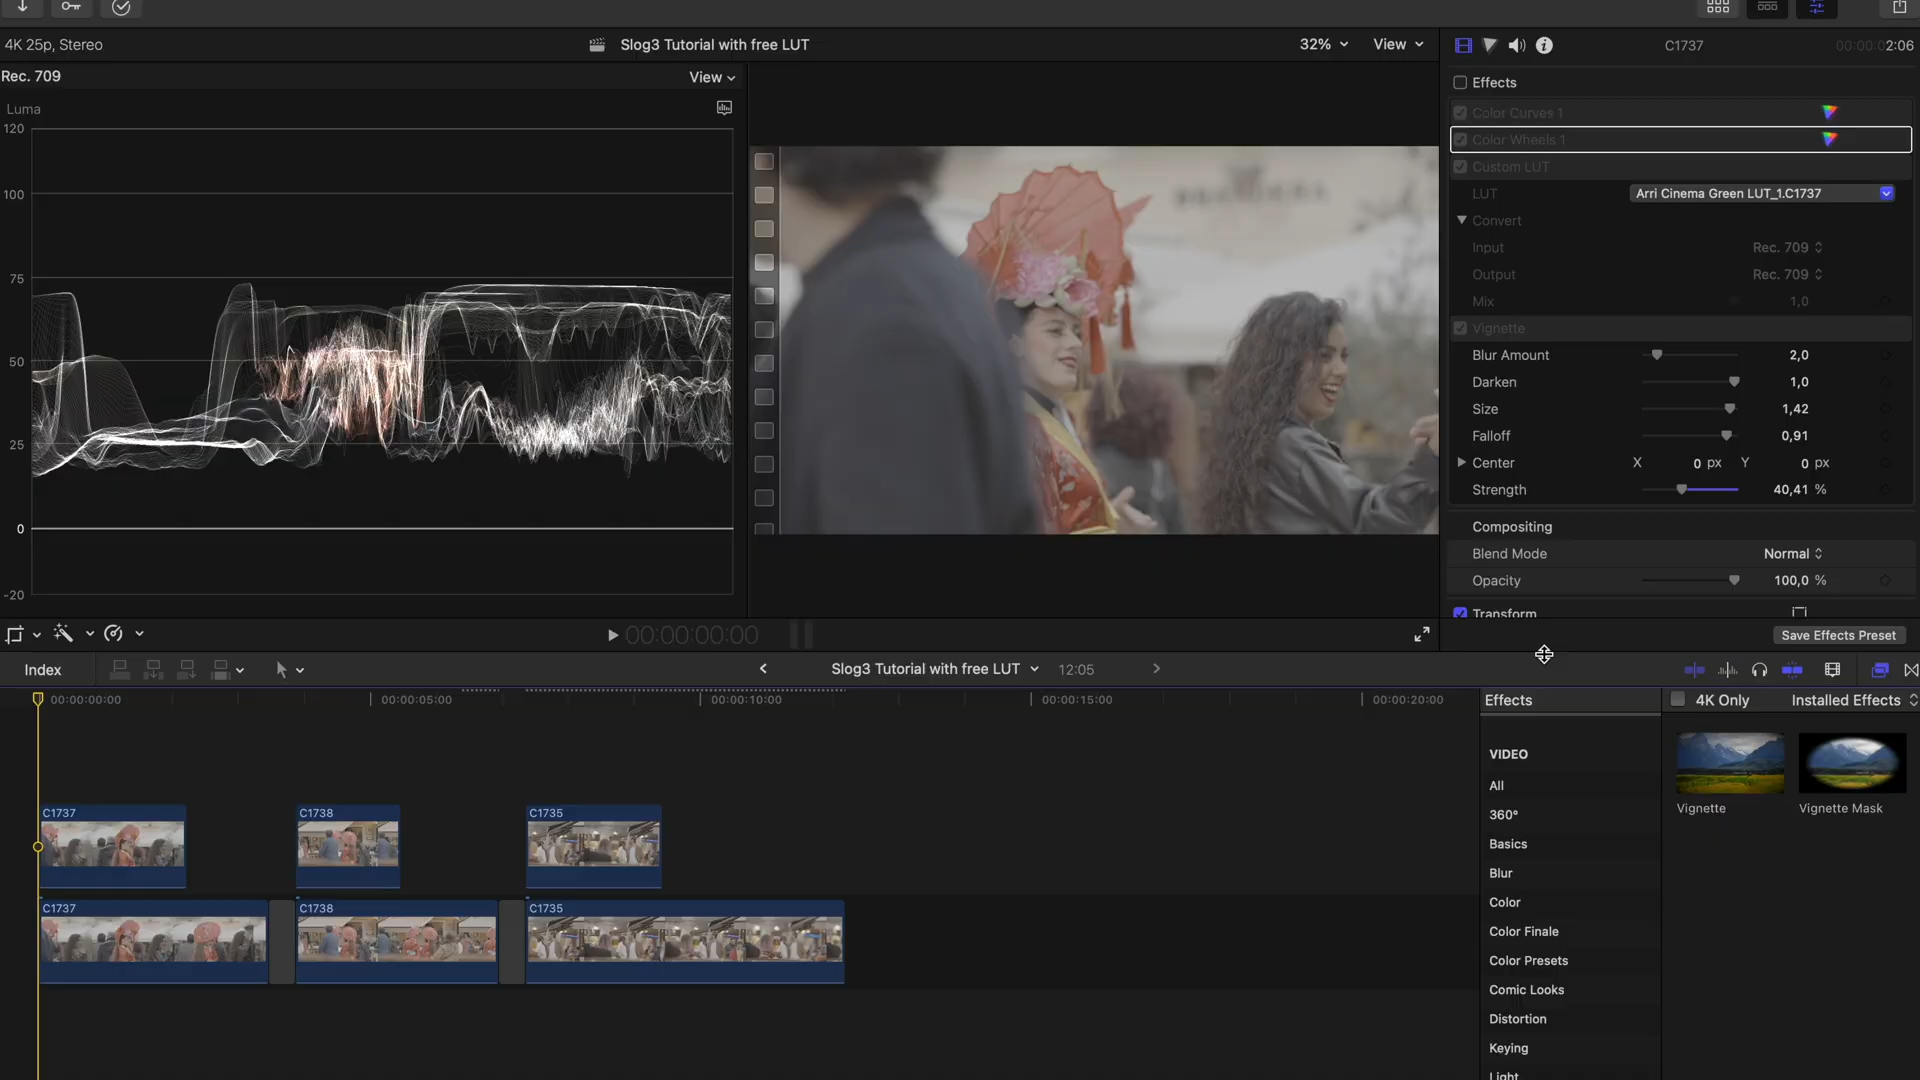 4K 25p, Stereo
Slog3 Tutorial with free LUT
32%
View
C1737
00:00:02:06
Rec. 709
View
Effects
Luma
Color Curves 1
Color Wheels 1
Custom LUT
LUT
Arri Cinema Green LUT_1.C1737
Convert
Input
Rec. 709
Output
Rec. 709
Mix
1,0
Vignette
Blur Amount
2,0
Darken
1,0
Size
1,42
Falloff
0,91
Center
X 0 px Y 0 px
Strength
40,41 %
Compositing
Blend Mode
Normal
Opacity
100,0 %
Transform
Save Effects Preset
120
100
75
50
25
0
-20
00:00:00:00
Index
Slog3 Tutorial with free LUT
12:05
00:00:00:00
00:00:05:00
00:00:10:00
00:00:15:00
00:00:20:00
C1737
C1738
C1735
C1737
C1738
C1735
Effects
4K Only
Installed Effects
VIDEO
All
360°
Basics
Blur
Color
Color Finale
Color Presets
Comic Looks
Distortion
Keying
Light
Vignette
Vignette Mask